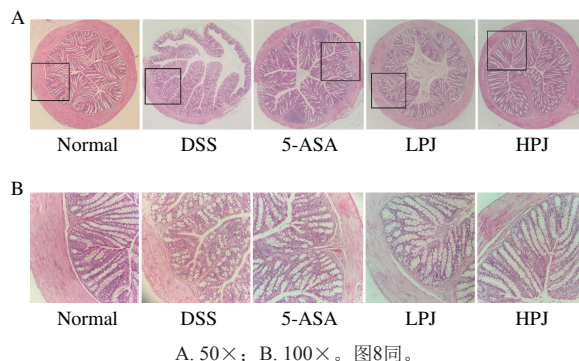 A
Normal DSS 5-ASA LPJ HPJ
B
Normal DSS 5-ASA LPJ HPJ
A. 50×；B. 100×。图8同。